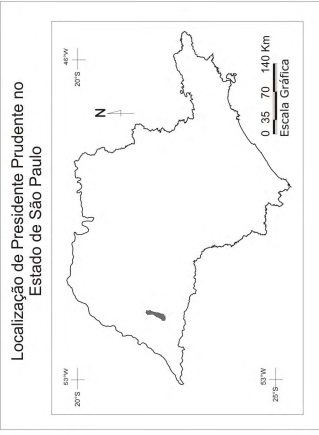 Localização de Presidente Prudente no
Estado de São Paulo
53°W
20°S
46°W
20°S
N
53°W
25°S
0 35 70 140 Km
Escala Gráfica